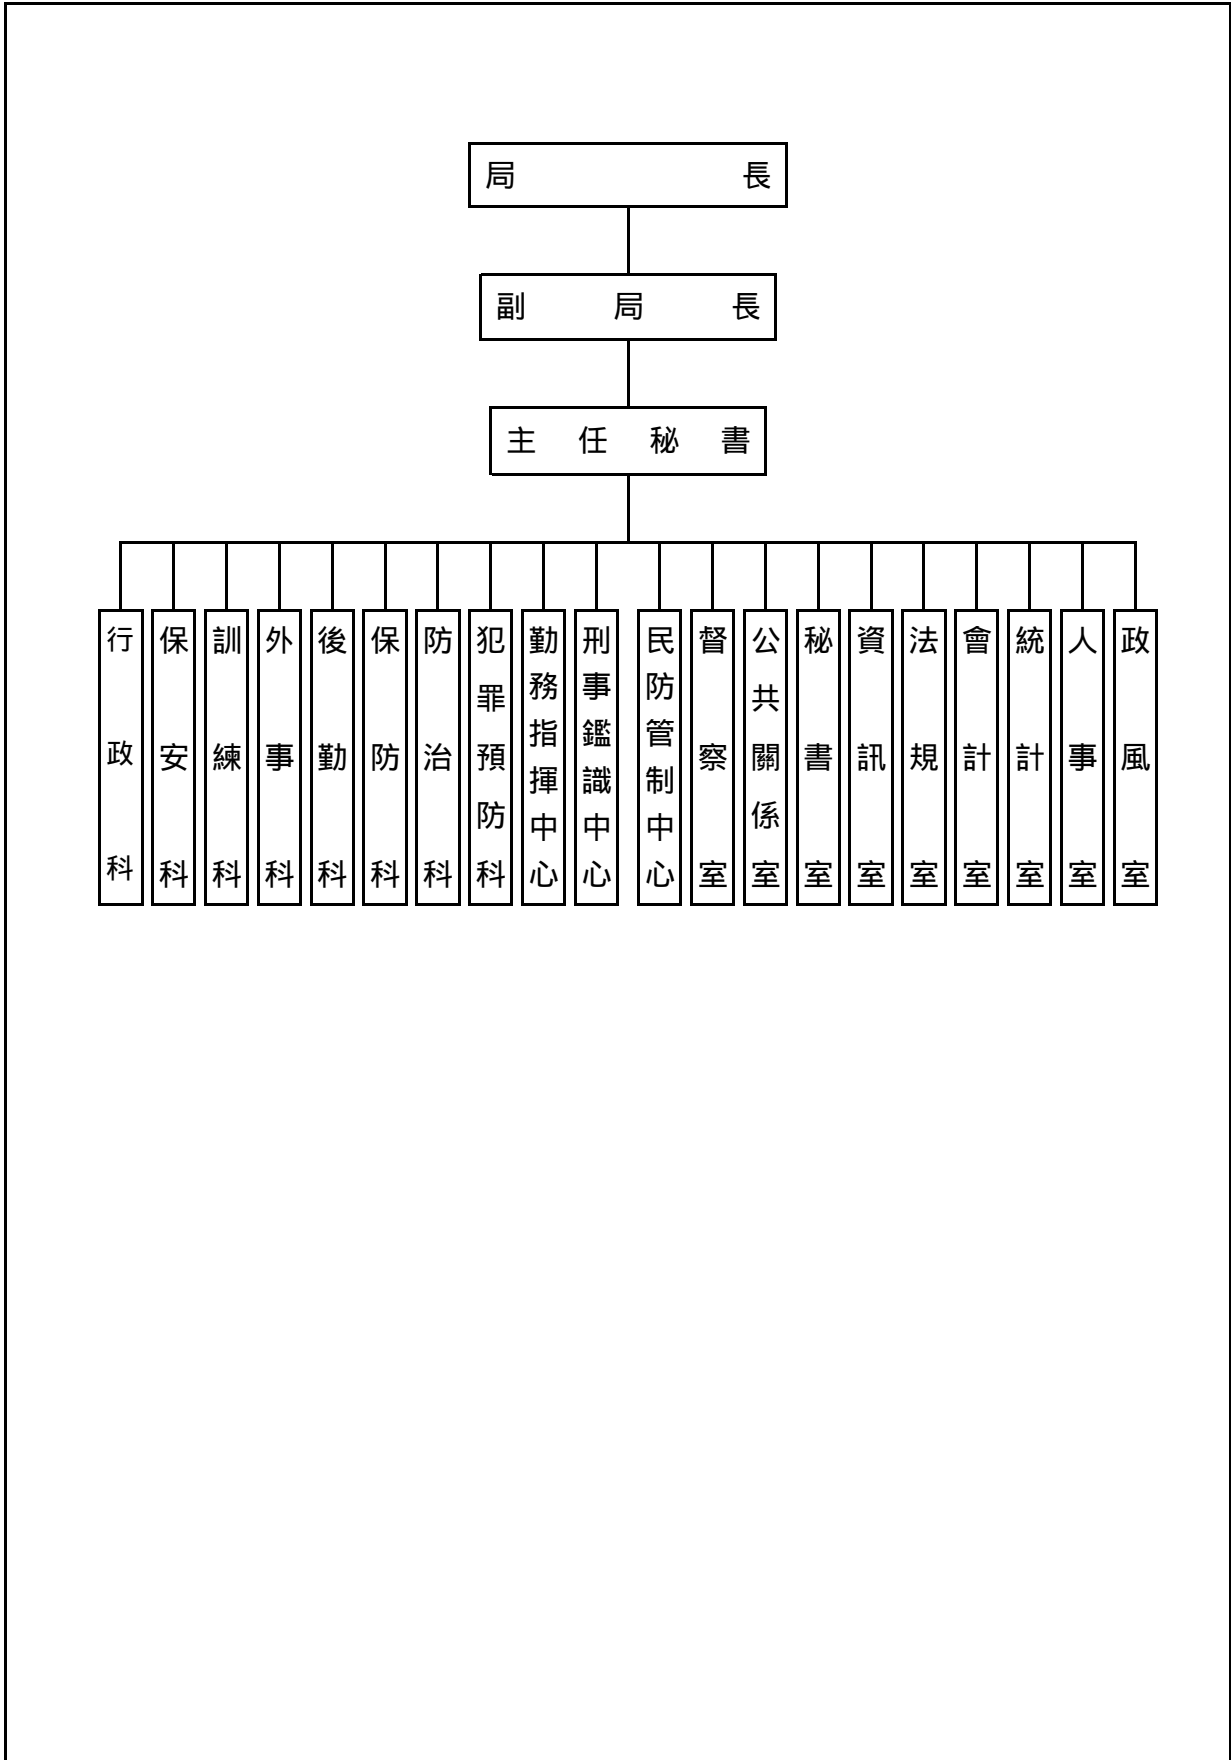 局長
副局長
主任秘書
行政科
保安科
訓練科
外事科
後勤科
保防科
防治科
犯罪預防科
勤務指揮中心
刑事鑑識中心
民防管制中心
督察室
公共關係室
秘書室
資訊室
法規室
會計室
統計室
人事室
政風室